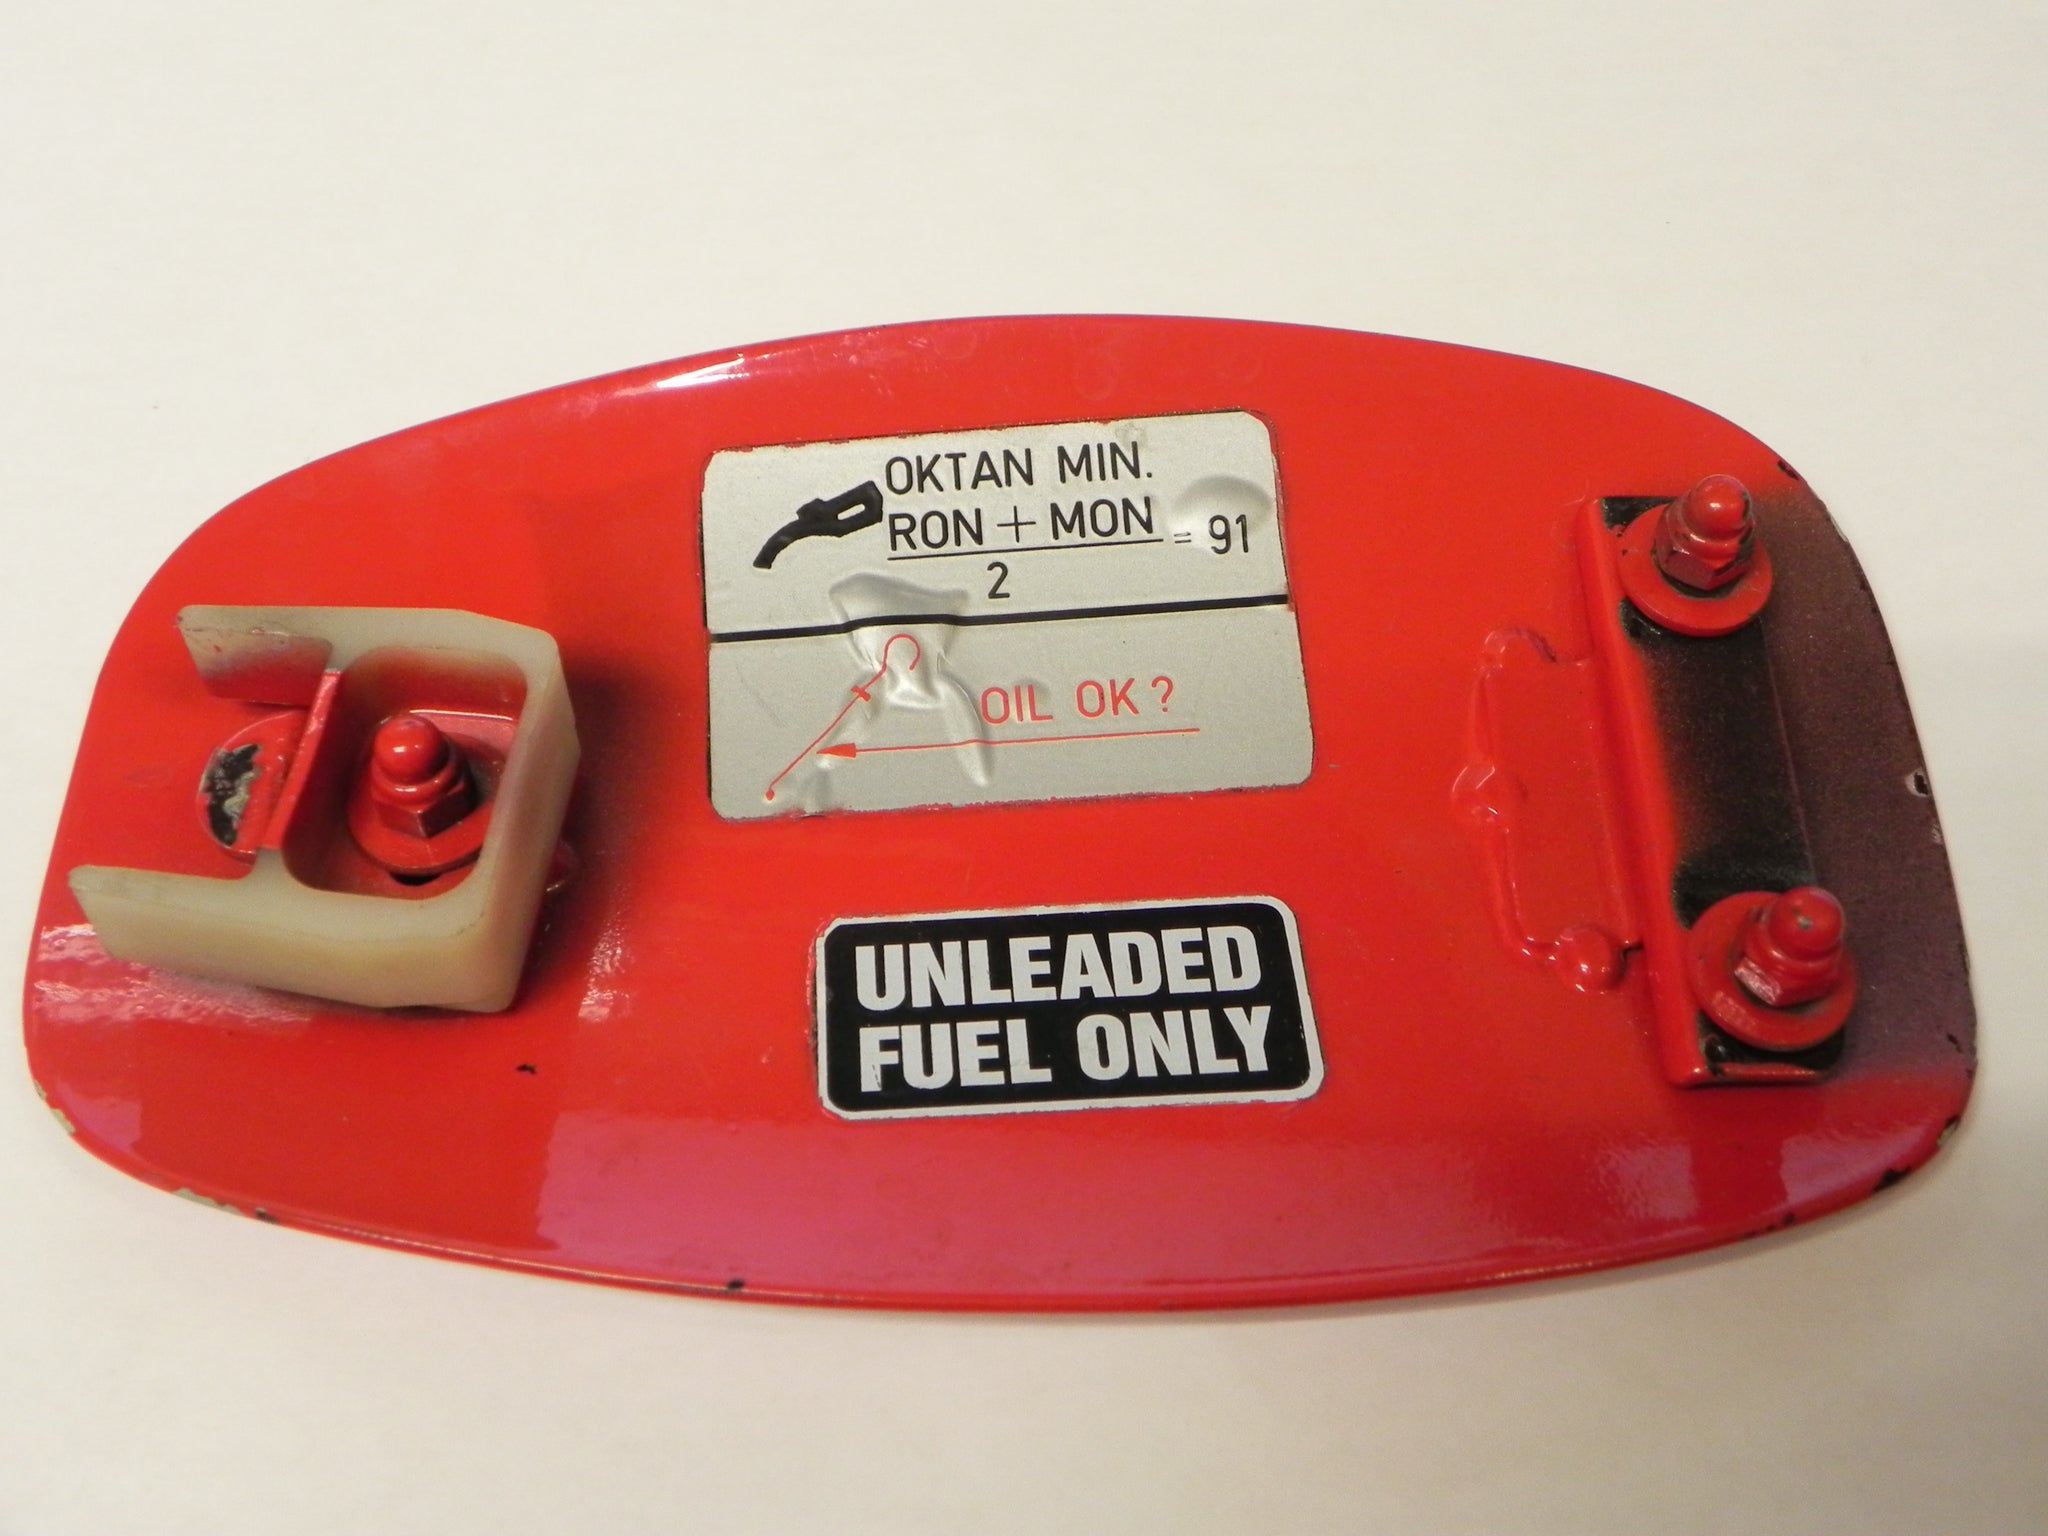 OKTAN MIN.
RON + MON = 91
2
OIL OK?
UNLEADED
FUEL ONLY